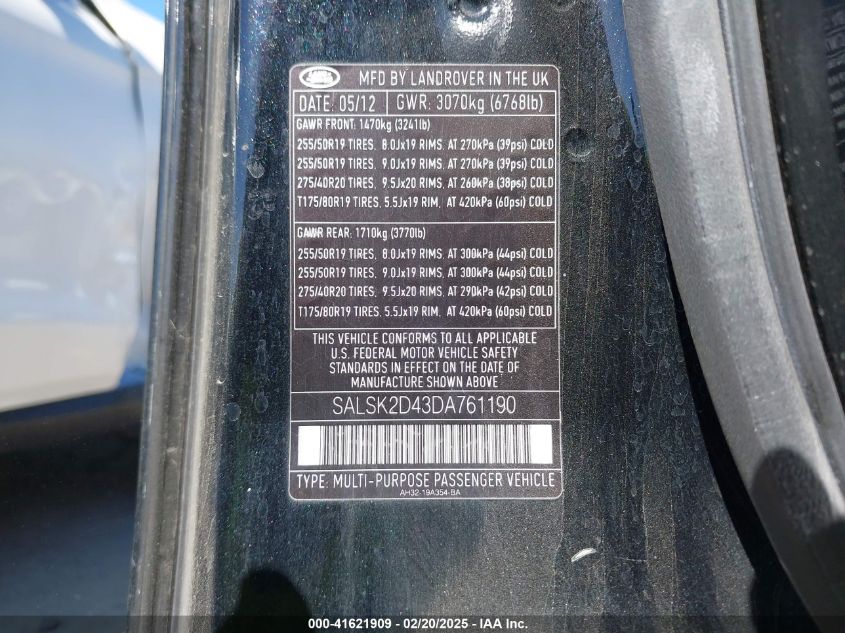 LAND ROVER
MFD BY LANDROVER IN THE UK
DATE: 05/12 GWR: 3070kg (6768lb)
GAWR FRONT: 1470kg (3241lb)
255/50R19 TIRES, 8.0Jx19 RIMS, AT 270kPa (39psi) COLD
255/50R19 TIRES, 9.0Jx19 RIMS, AT 270kPa (39psi) COLD
275/40R20 TIRES, 9.5Jx20 RIMS, AT 260kPa (38psi) COLD
T175/80R19 TIRES, 5.5Jx19 RIM, AT 420kPa (60psi) COLD
GAWR REAR: 1710kg (3770lb)
255/50R19 TIRES, 8.0Jx19 RIMS, AT 300kPa (44psi) COLD
255/50R19 TIRES, 9.0Jx19 RIMS, AT 300kPa (44psi) COLD
275/40R20 TIRES, 9.5Jx20 RIMS, AT 290kPa (42psi) COLD
T175/80R19 TIRES, 5.5Jx19 RIM, AT 420kPa (60psi) COLD
THIS VEHICLE CONFORMS TO ALL APPLICABLE
U.S. FEDERAL MOTOR VEHICLE SAFETY
STANDARDS IN EFFECT ON THE DATE OF
MANUFACTURE SHOWN ABOVE
SALSK2D43DA761190
TYPE: MULTI-PURPOSE PASSENGER VEHICLE
AH32-19A354-BA
000-41621909 - 02/20/2025 - IAA Inc.